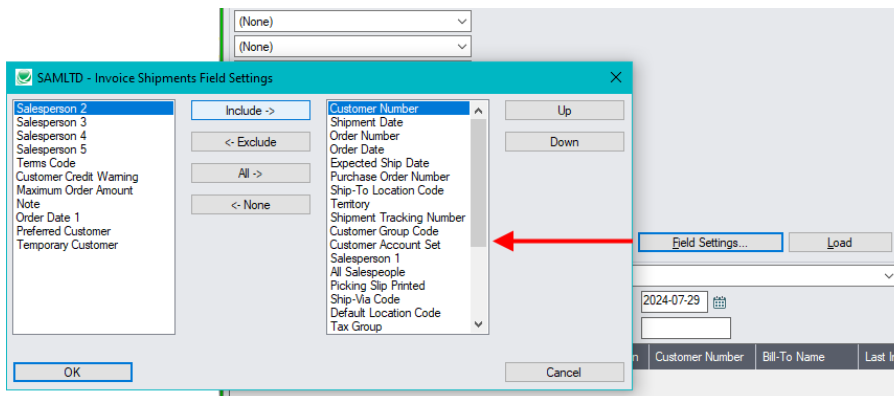 (None)
(None)
SAMLTD - Invoice Shipments Field Settings
Salesperson 2
Salesperson 3
Salesperson 4
Salesperson 5
Terms Code
Customer Credit Warning
Maximum Order Amount
Note
Order Date 1
Preferred Customer
Temporary Customer
Include ->
<- Exclude
All ->
<- None
Customer Number
Shipment Date
Order Number
Order Date
Expected Ship Date
Purchase Order Number
Ship-To Location Code
Territory
Shipment Tracking Number
Customer Group Code
Customer Account Set
Salesperson 1
All Salespeople
Picking Slip Printed
Ship-Via Code
Default Location Code
Tax Group
Up
Down
OK
Cancel
Field Settings...
Load
2024-07-29
n
Customer Number
Bill-To Name
Last I